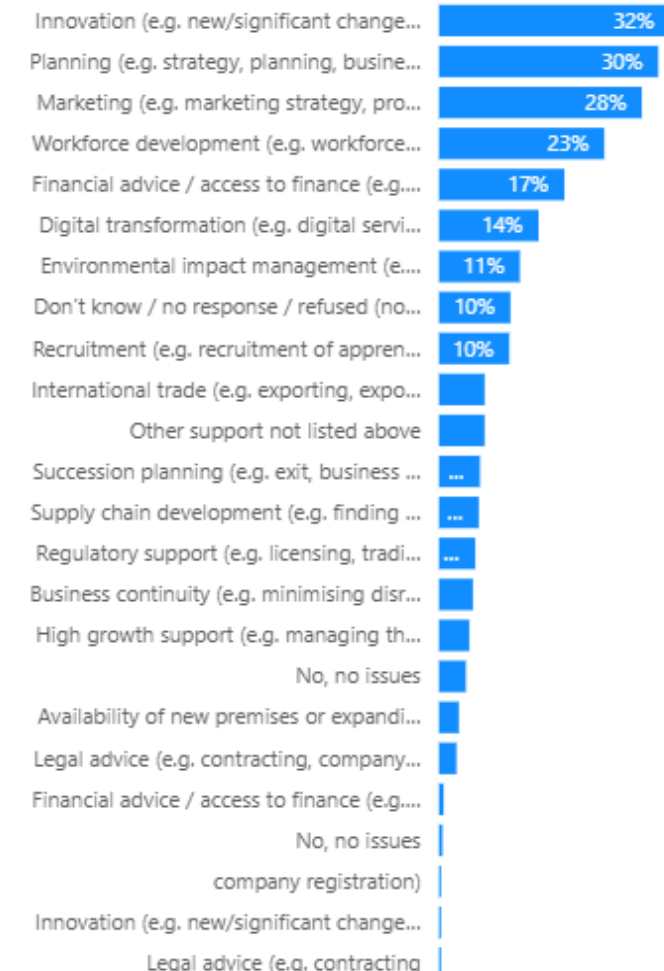 Innovation (e.g. new/significant change... 32%
Planning (e.g. strategy, planning, busine... 30%
Marketing (e.g. marketing strategy, pro... 28%
Workforce development (e.g. workforce... 23%
Financial advice / access to finance (e.g.... 17%
Digital transformation (e.g. digital servi... 14%
Environmental impact management (e.... 11%
Don't know / no response / refused (no... 10%
Recruitment (e.g. recruitment of appren... 10%
International trade (e.g. exporting, expo...
Other support not listed above
Succession planning (e.g. exit, business ... ...
Supply chain development (e.g. finding ... ...
Regulatory support (e.g. licensing, tradi... ...
Business continuity (e.g. minimising disr...
High growth support (e.g. managing th...
No, no issues
Availability of new premises or expandi...
Legal advice (e.g. contracting, company...
Financial advice / access to finance (e.g....
No, no issues
company registration)
Innovation (e.g. new/significant change...
Legal advice (e.g. contracting